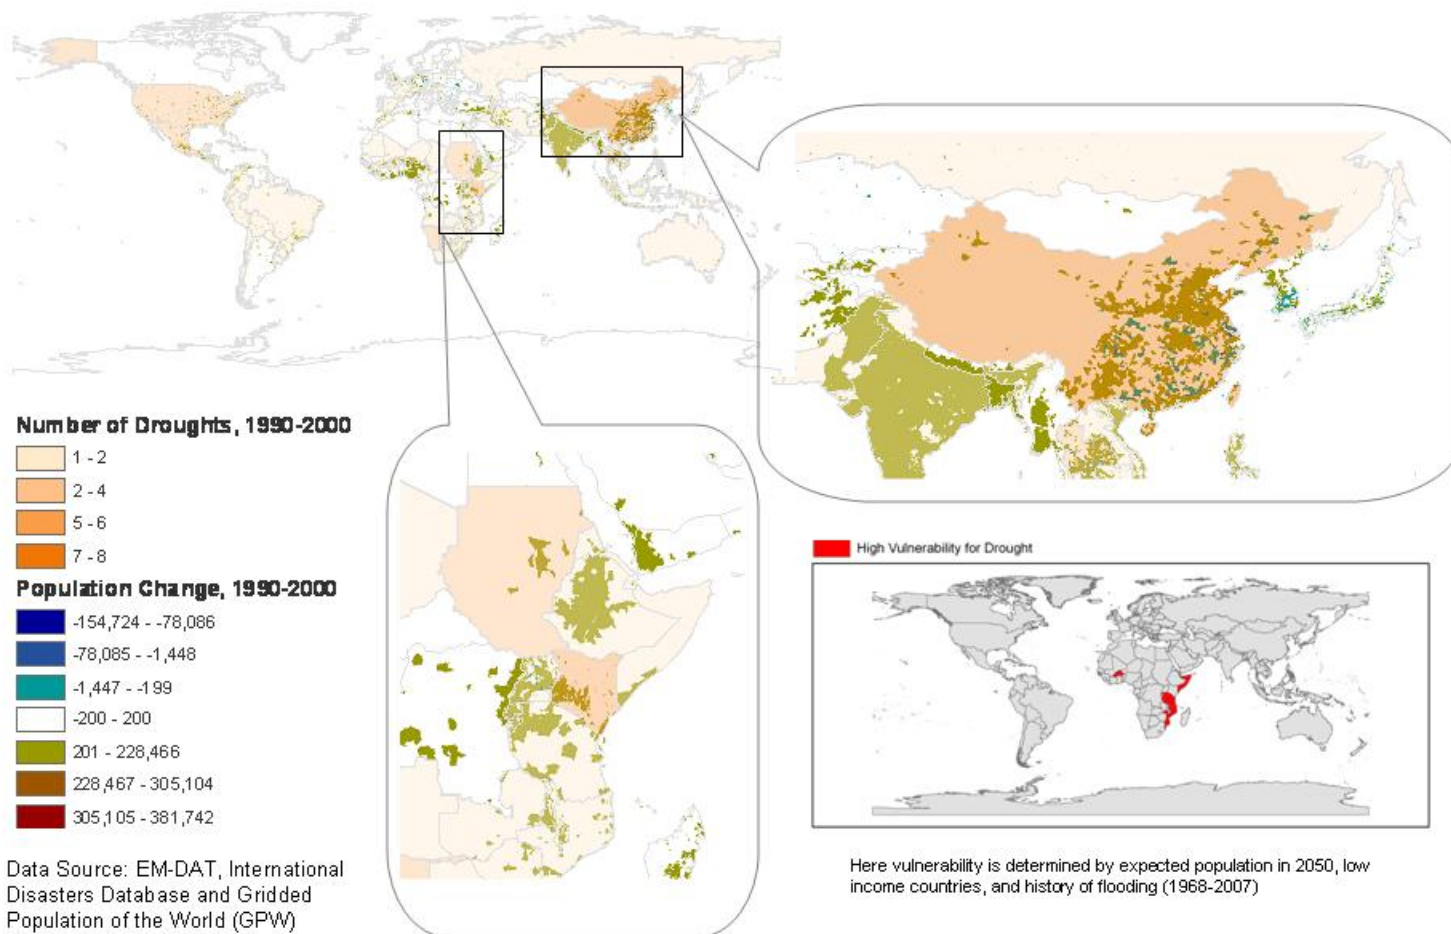 Number of Droughts, 1990-2000
1 - 2
2 - 4
5 - 6
7 - 8
Population Change, 1990-2000
-154,724 - -78,086
-78,085 - -1,448
-1,447 - -199
-200 - 200
201 - 228,466
228,467 - 305,104
305,105 - 381,742
Data Source: EM-DAT, International
Disasters Database and Gridded
Population of the World (GPW)
High Vulnerability for Drought
Here vulnerability is determined by expected population in 2050, low
income countries, and history of flooding (1968-2007)